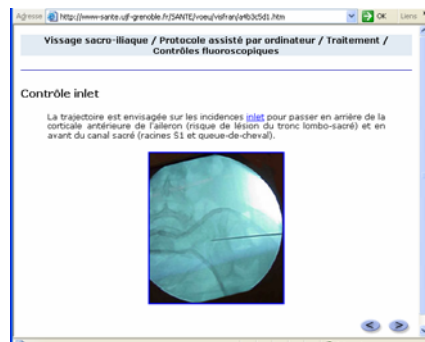 Adresse http://www-sante.ujf-grenoble.fr/SANTE/voeu/visfran/a4b3c5d1.htm OK Liens
Vissage sacro-iliaque / Protocole assisté par ordinateur / Traitement /
Contrôles fluoroscopiques
Contrôle inlet
La trajectoire est envisagée sur les incidences inlet pour passer en arrière de la
corticale antérieure de l'aileron (risque de lésion du tronc lombo-sacré) et en
avant du canal sacré (racines S1 et queue-de-cheval).